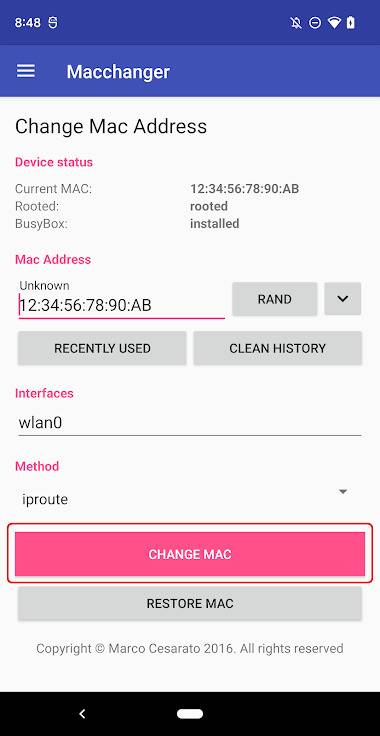 8:48
Macchanger
Change Mac Address
Device status
Current MAC: 12:34:56:78:90:AB
Rooted: rooted
BusyBox: installed
Mac Address
Unknown
12:34:56:78:90:AB
RAND
RECENTLY USED CLEAN HISTORY
Interfaces
wlan0
Method
iproute
CHANGE MAC
RESTORE MAC
Copyright © Marco Cesarato 2016. All rights reserved